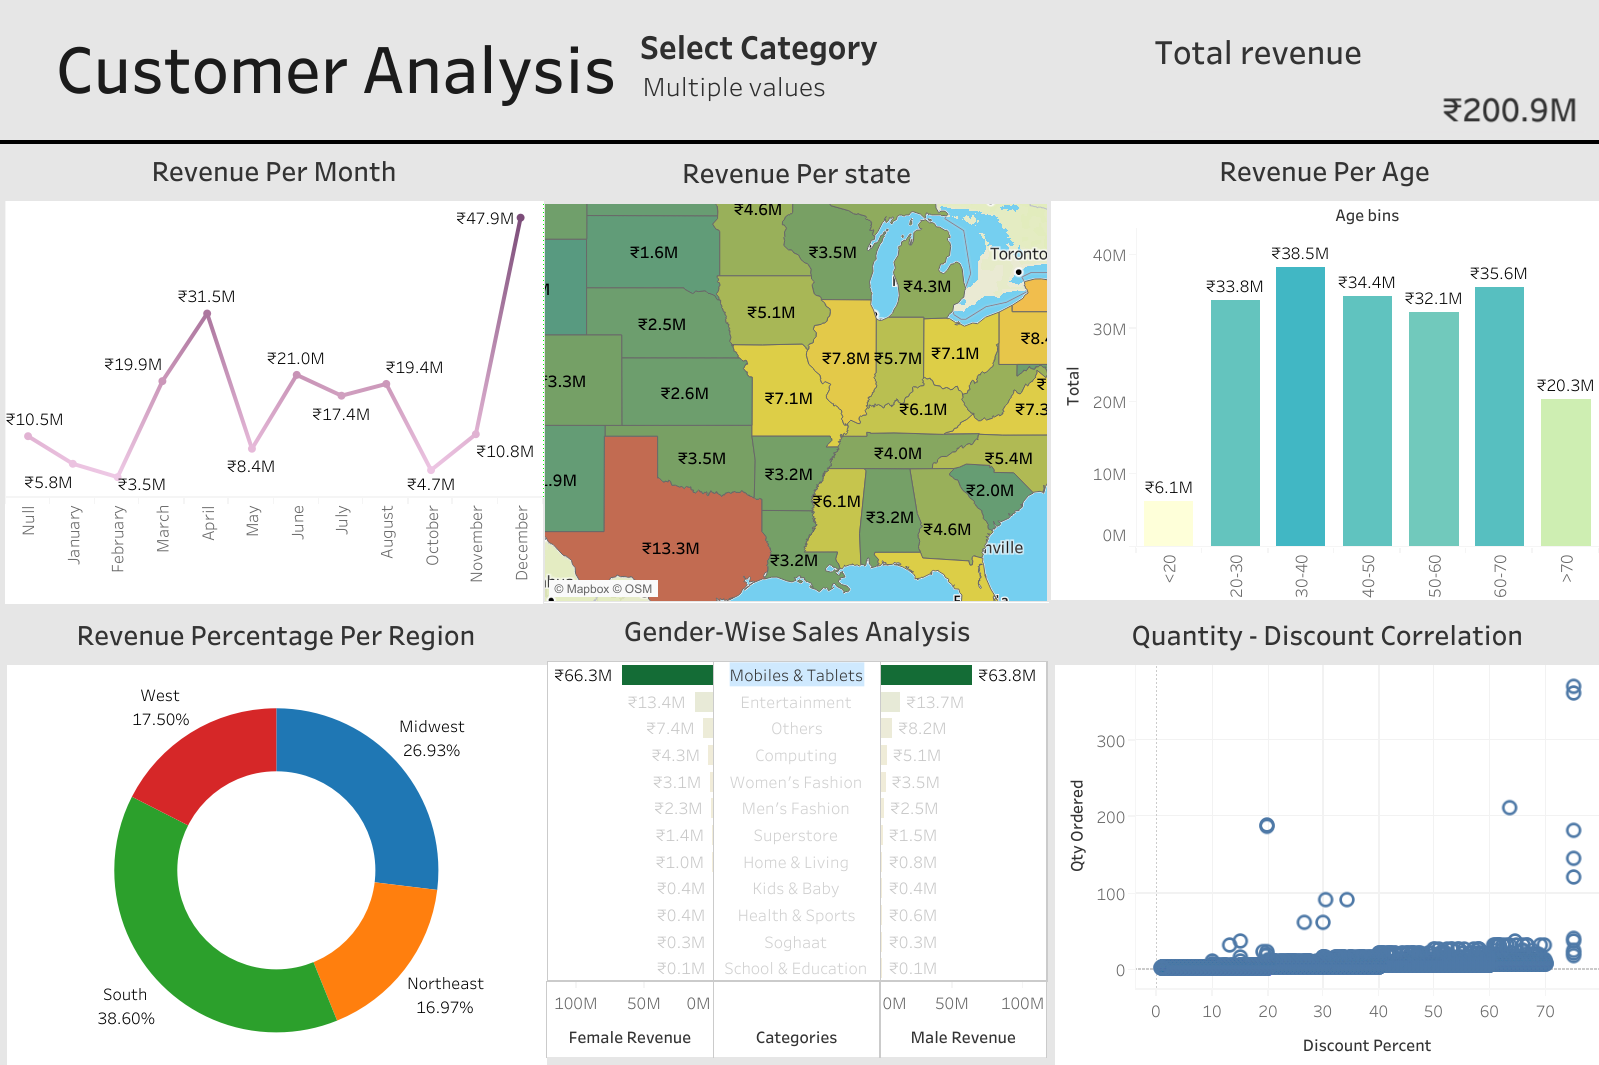 Customer Analysis
Select Category
Multiple values
Total revenue
₹200.9M
Revenue Per Month
₹47.9M
₹31.5M
₹21.0M
₹19.9M
₹19.4M
₹17.4M
₹10.5M
₹10.8M
₹8.4M
₹5.8M
₹3.5M
₹4.7M
Null
January
February
March
April
May
June
July
August
October
November
December
Revenue Per state
₹4.6M
₹1.6M
₹3.5M
Toronto
₹4.3M
₹5.1M
₹2.5M
₹7.8M
₹5.7M
₹7.1M
₹8.4
₹3.3M
₹2.6M
₹7.1M
₹6.1M
₹7.3
₹3.5M
₹3.2M
₹4.0M
₹5.4M
.9M
₹6.1M
₹3.2M
₹2.0M
₹4.6M
₹13.3M
₹3.2M
nville
© Mapbox © OSM
Revenue Per Age
Age bins
40M
30M
20M
10M
0M
Total
₹6.1M
₹33.8M
₹38.5M
₹34.4M
₹32.1M
₹35.6M
₹20.3M
<20
20-30
30-40
40-50
50-60
60-70
>70
Revenue Percentage Per Region
West
17.50%
Midwest
26.93%
Northeast
16.97%
South
38.60%
Gender-Wise Sales Analysis
₹66.3M Mobiles & Tablets ₹63.8M
₹13.4M Entertainment ₹13.7M
₹7.4M Others ₹8.2M
₹4.3M Computing ₹5.1M
₹3.1M Women's Fashion ₹3.5M
₹2.3M Men's Fashion ₹2.5M
₹1.4M Superstore ₹1.5M
₹1.0M Home & Living ₹0.8M
₹0.4M Kids & Baby ₹0.4M
₹0.4M Health & Sports ₹0.6M
₹0.3M Soghaat ₹0.3M
₹0.1M School & Education ₹0.1M
100M 50M 0M 0M 50M 100M
Female Revenue Categories Male Revenue
Quantity - Discount Correlation
300
200
100
0
Qty Ordered
0 10 20 30 40 50 60 70
Discount Percent